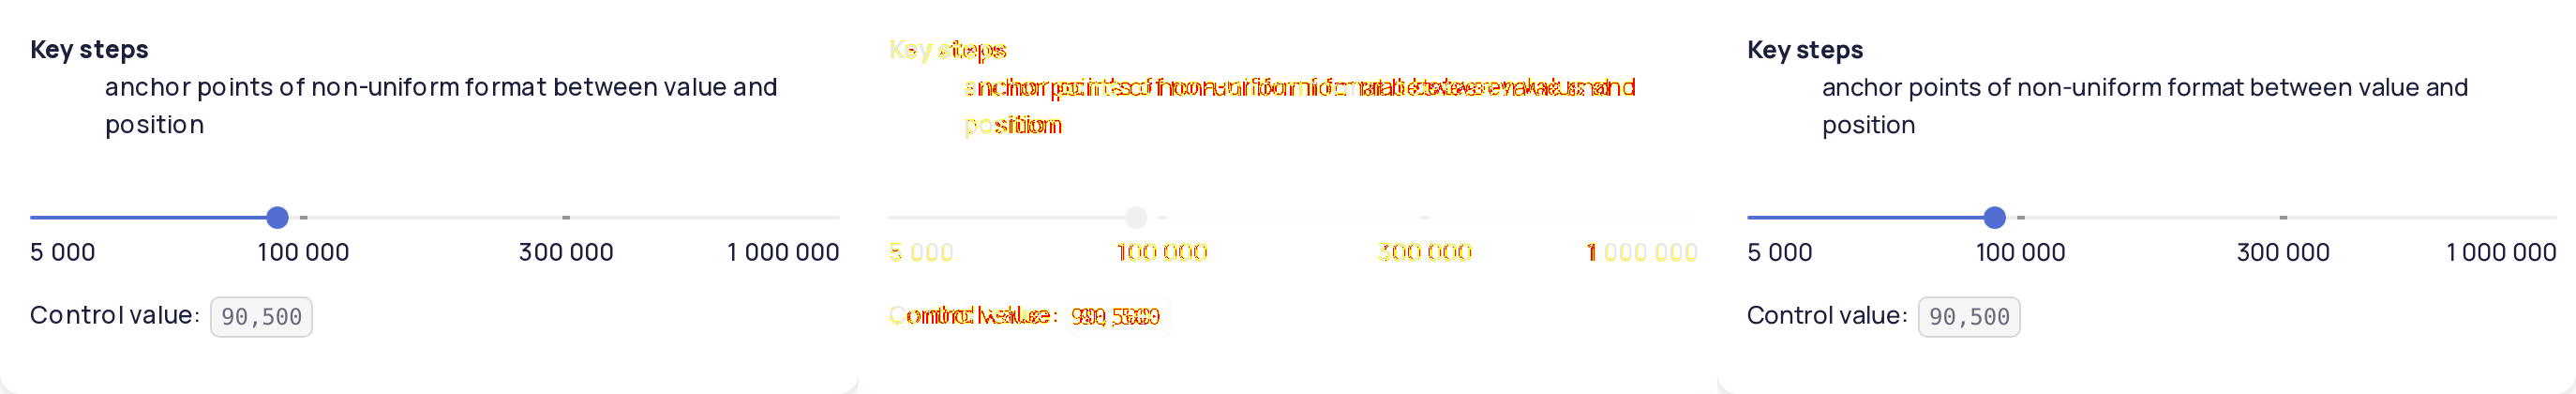 Key steps
anchor points of non-uniform format between value and
position
5 000 100 000 300 000 1 000 000
Control value: 90,500
Key steps
anchor points of non-uniform format between value and
position
5 000 100 000 300 000 1 000 000
Control value: 90,500
Key steps
anchor points of non-uniform format between value and
position
5 000 100 000 300 000 1 000 000
Control value: 90,500